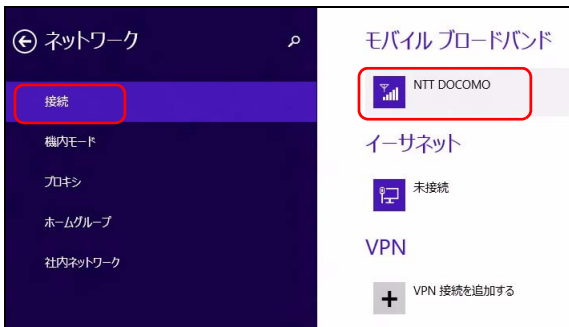 ネットワーク
接続
機内モード
プロキシ
ホームグループ
社内ネットワーク
モバイル ブロードバンド
NTT DOCOMO
イーサネット
未接続
VPN
VPN 接続を追加する